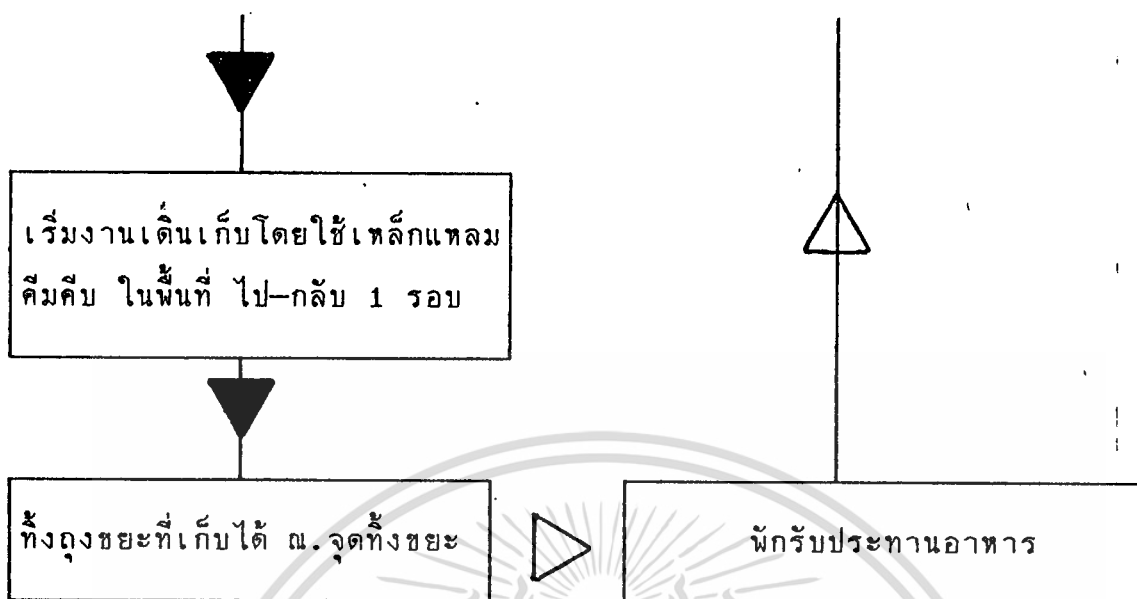 เริ่มงานเดินเก็บโดยใช้เหล็กแหลม
คีมคีบ ในพื้นที่ ไป-กลับ 1 รอบ
ทิ้งถุงขยะที่เก็บได้ ณ.จุดทิ้งขยะ
พักรับประทานอาหาร